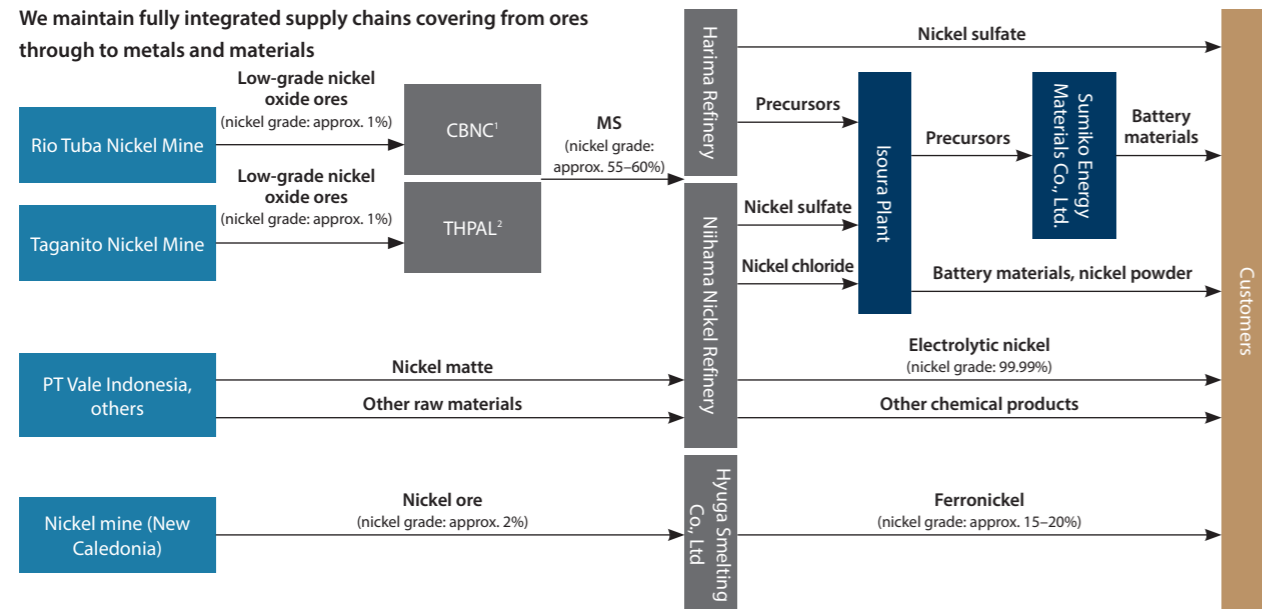 We maintain fully integrated supply chains covering from ores
through to metals and materials
Rio Tuba Nickel Mine
Low-grade nickel
oxide ores
(nickel grade: approx. 1%)
CBNC1
Taganito Nickel Mine
Low-grade nickel
oxide ores
(nickel grade: approx. 1%)
THPAL2
MS
(nickel grade:
approx. 55–60%)
PT Vale Indonesia,
others
Nickel matte
Other raw materials
Nickel mine (New
Caledonia)
Nickel ore
(nickel grade: approx. 2%)
Harima Refinery
Niihama Nickel Refinery
Hyuga Smelting
Co., Ltd
Nickel sulfate
Precursors
Nickel sulfate
Nickel chloride
Isoura Plant
Precursors
Sumiko Energy
Materials Co., Ltd.
Battery
materials
Battery materials, nickel powder
Electrolytic nickel
(nickel grade: 99.99%)
Other chemical products
Ferronickel
(nickel grade: approx. 15–20%)
Customers